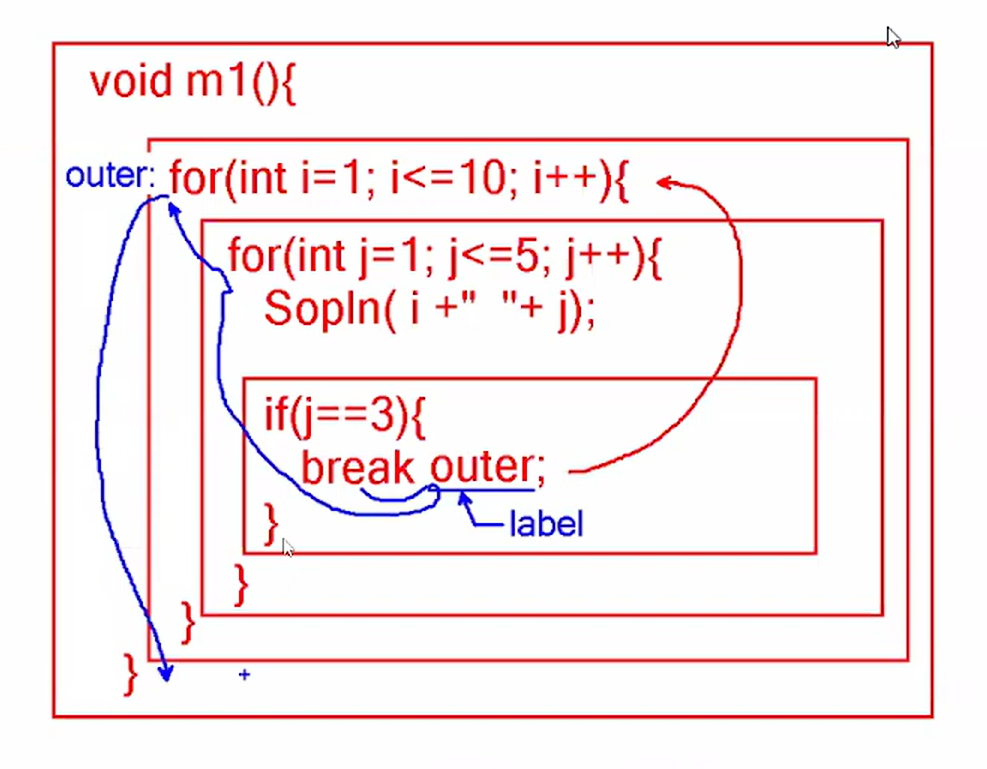 void m1(){
outer: for(int i=1; i<=10; i++){
for(int j=1; j<=5; j++){
Sopln( i +"  "+ j);
if(j==3){
break outer;
}
label
}
}
}